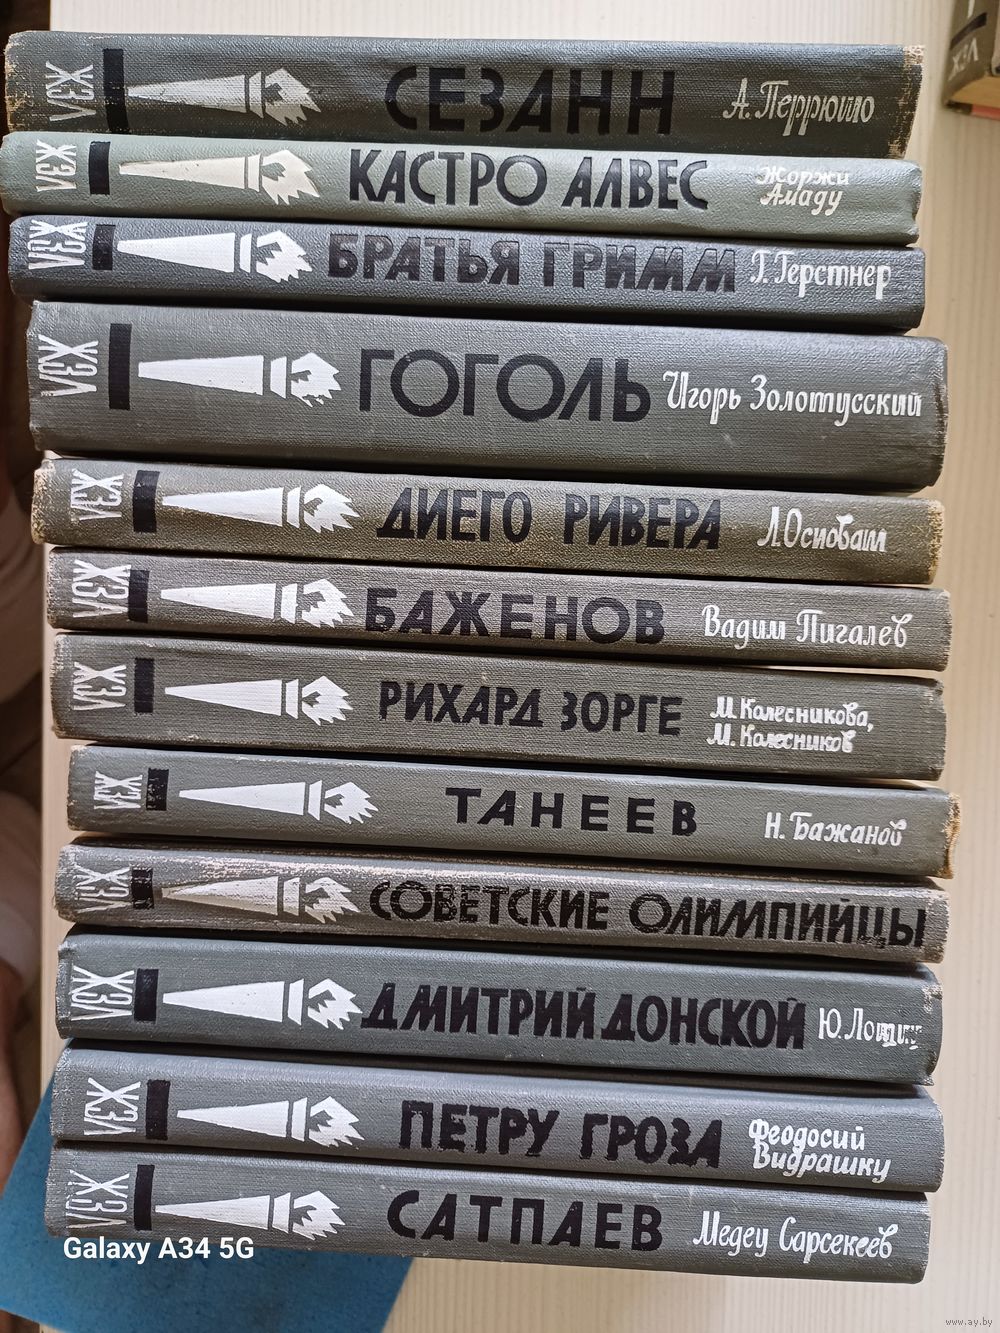 ЖЗЛ
СЕЗАНН
А. Перрюшо
ЖЗЛ
КАСТРО АЛВЕС
Жоржи
Амаду
ЖЗЛ
БРАТЬЯ ГРИММ
Г. Герстнер
ЖЗЛ
ГОГОЛЬ
Игорь Золотусский
ЖЗЛ
ДИЕГО РИВЕРА
Л. Осповат
ЖЗЛ
БАЖЕНОВ
Вадим Пигалев
ЖЗЛ
РИХАРД ЗОРГЕ
М. Колесникова,
М. Колесников
ЖЗЛ
ТАНЕЕВ
Н. Бажанов
ЖЗЛ
СОВЕТСКИЕ ОЛИМПИЙЦЫ
ЖЗЛ
ДМИТРИЙ ДОНСКОЙ
Ю. Лощиц
ЖЗЛ
ПЕТРУ ГРОЗА
Феодосий
Видрашку
ЖЗЛ
САТПАЕВ
Медеу Сарсекеев
ЖЗЛ
Galaxy A34 5G
www.ay.by